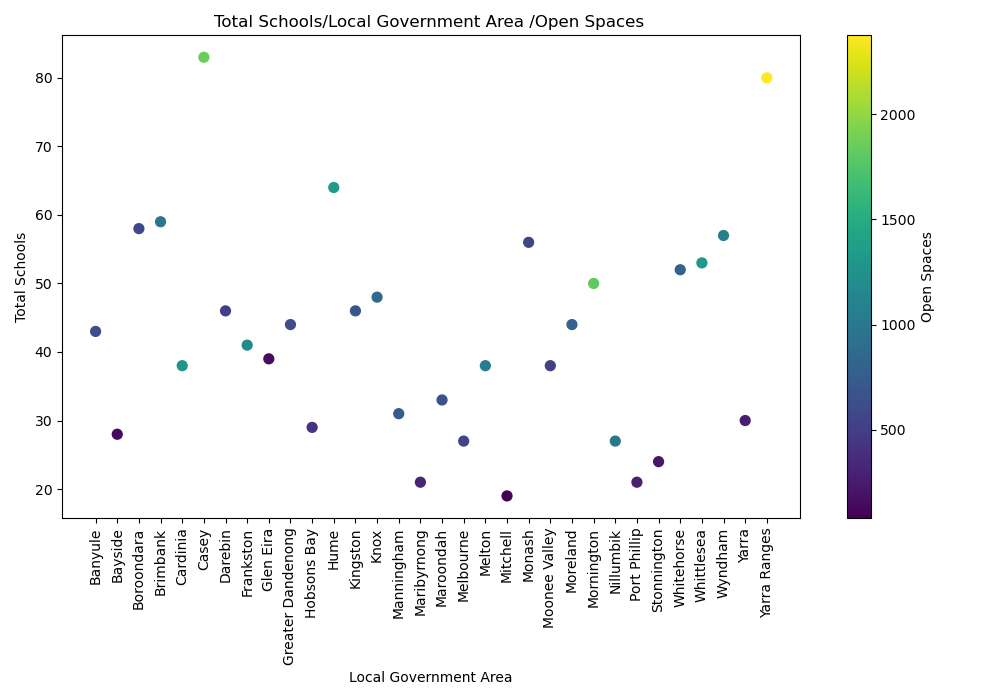 Total Schools/Local Government Area /Open Spaces
Total Schools
80
70
60
50
40
30
20
Banyule
Bayside
Boroondara
Brimbank
Cardinia
Casey
Darebin
Frankston
Glen Eira
Greater Dandenong
Hobsons Bay
Hume
Kingston
Knox
Manningham
Maribyrnong
Maroondah
Melbourne
Melton
Mitchell
Monash
Moonee Valley
Moreland
Mornington
Nillumbik
Port Phillip
Stonnington
Whitehorse
Whittlesea
Wyndham
Yarra
Yarra Ranges
Local Government Area
2000
1500
1000
500
Open Spaces